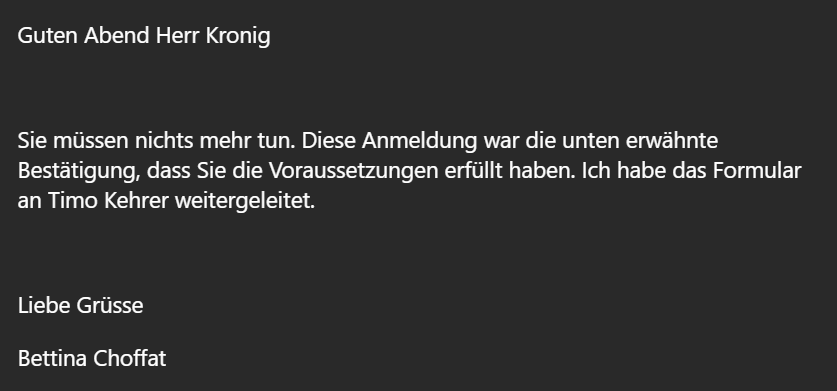 Guten Abend Herr Kronig
Sie müssen nichts mehr tun. Diese Anmeldung war die unten erwähnte
Bestätigung, dass Sie die Voraussetzungen erfüllt haben. Ich habe das Formular
an Timo Kehrer weitergeleitet.
Liebe Grüsse
Bettina Choffat